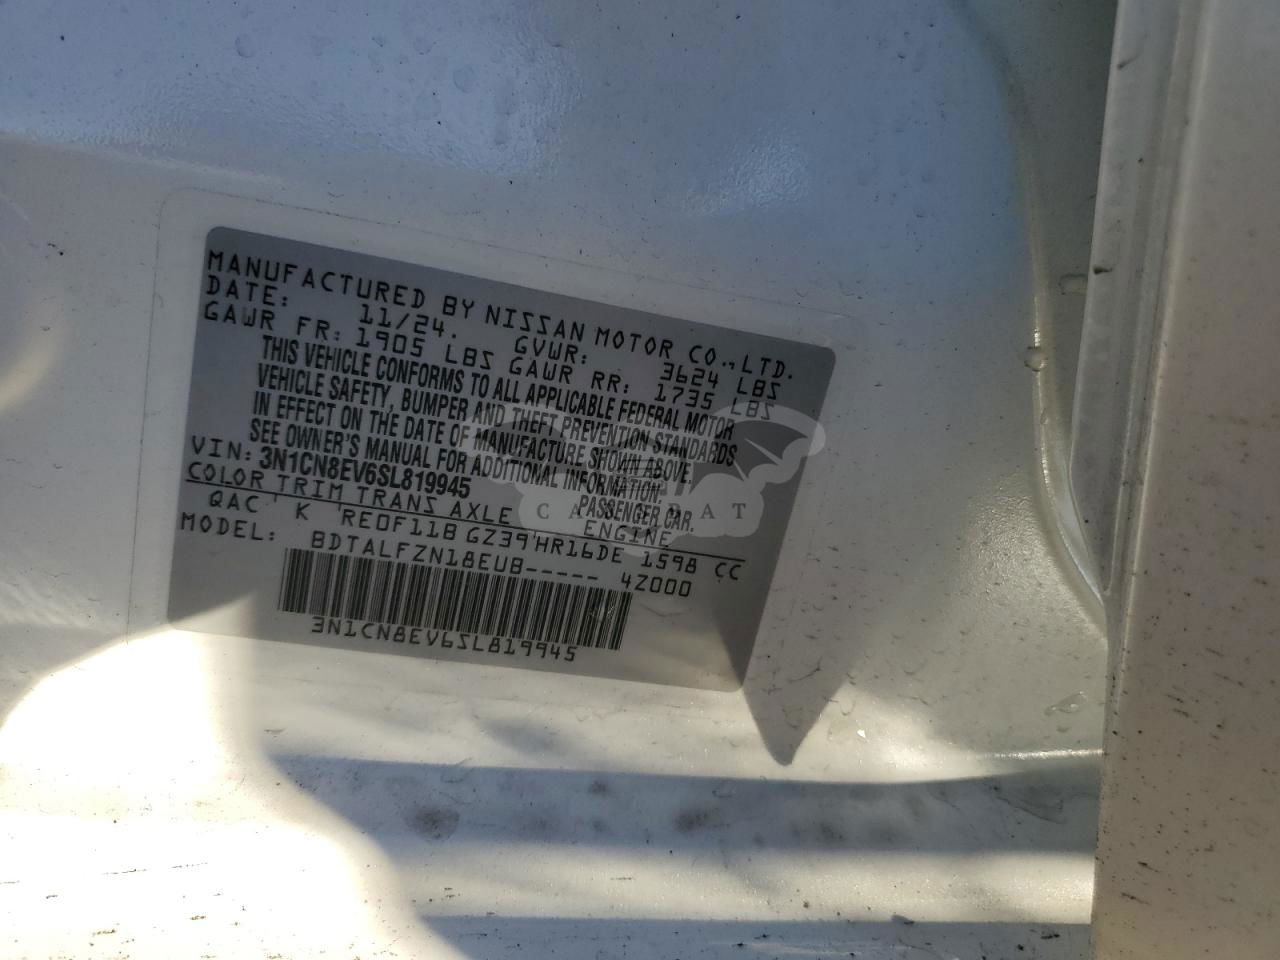 MANUFACTURED BY NISSAN MOTOR CO., LTD.
DATE: 11/24. GVWR: 3624 LBS
GAWR FR: 1905 LBS GAWR RR: 1735 LBS
THIS VEHICLE CONFORMS TO ALL APPLICABLE FEDERAL MOTOR
VEHICLE SAFETY, BUMPER AND THEFT PREVENTION STANDARDS
IN EFFECT ON THE DATE OF MANUFACTURE SHOWN ABOVE.
SEE OWNER'S MANUAL FOR ADDITIONAL INFORMATION.
VIN: 3N1CN8EV6SL819945 PASSENGER CAR.
COLOR TRIM TRANS AXLE ENGINE
QAC K RE0F11B GZ39 HR16DE 1598 CC
MODEL: BDTALFZN18EUB----- 4Z000
3N1CN8EV6SL819945